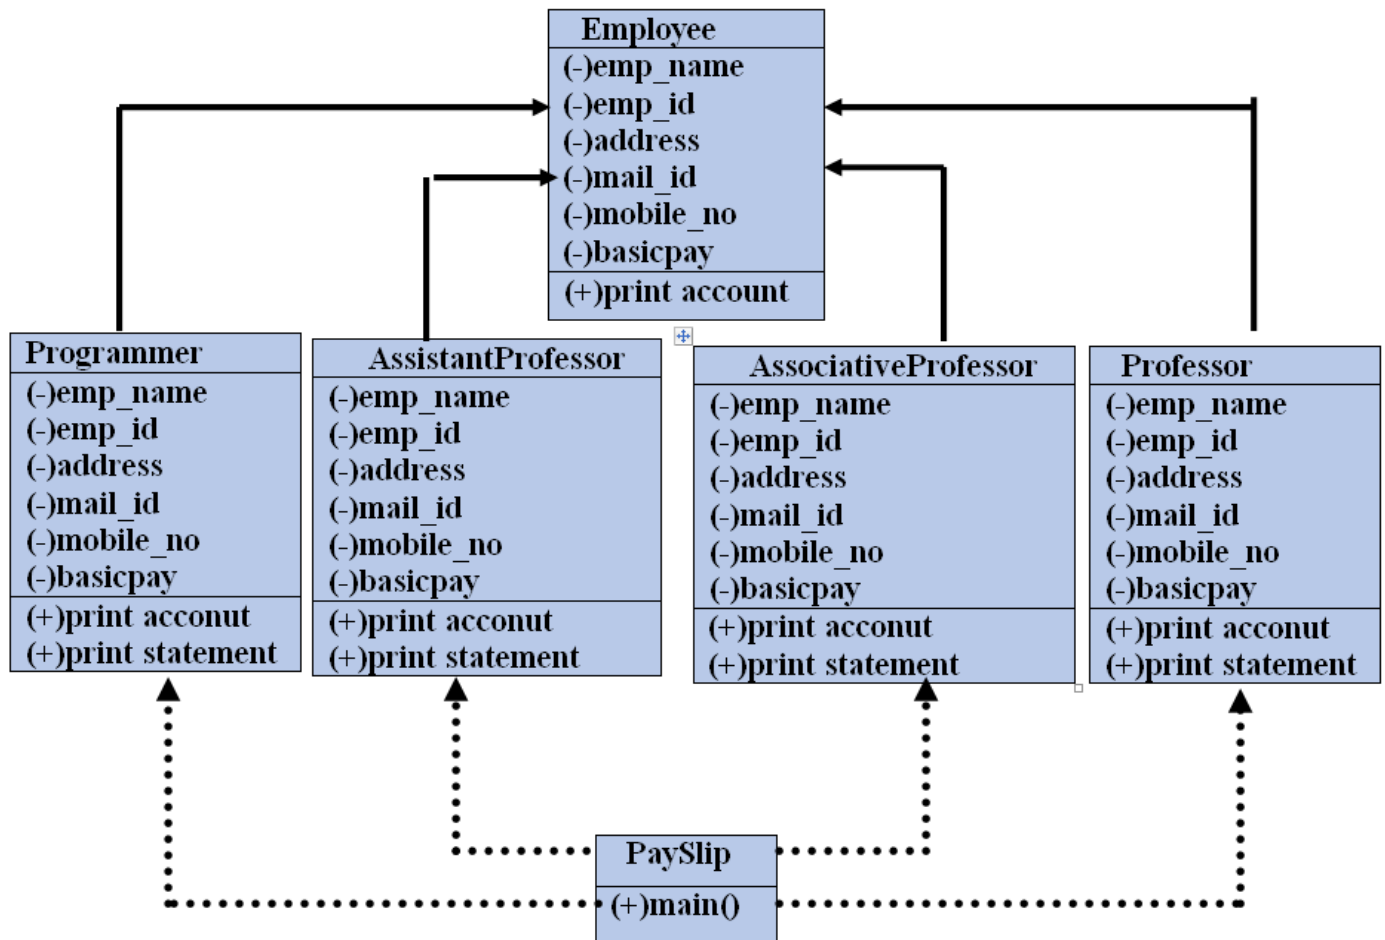 Employee
(-)emp_name
(-)emp_id
(-)address
(-)mail_id
(-)mobile_no
(-)basicpay
(+)print account
Programmer
(-)emp_name
(-)emp_id
(-)address
(-)mail_id
(-)mobile_no
(-)basicpay
(+)print acconut
(+)print statement
AssistantProfessor
(-)emp_name
(-)emp_id
(-)address
(-)mail_id
(-)mobile_no
(-)basicpay
(+)print acconut
(+)print statement
AssociativeProfessor
(-)emp_name
(-)emp_id
(-)address
(-)mail_id
(-)mobile_no
(-)basicpay
(+)print acconut
(+)print statement
Professor
(-)emp_name
(-)emp_id
(-)address
(-)mail_id
(-)mobile_no
(-)basicpay
(+)print acconut
(+)print statement
PaySlip
(+)main()